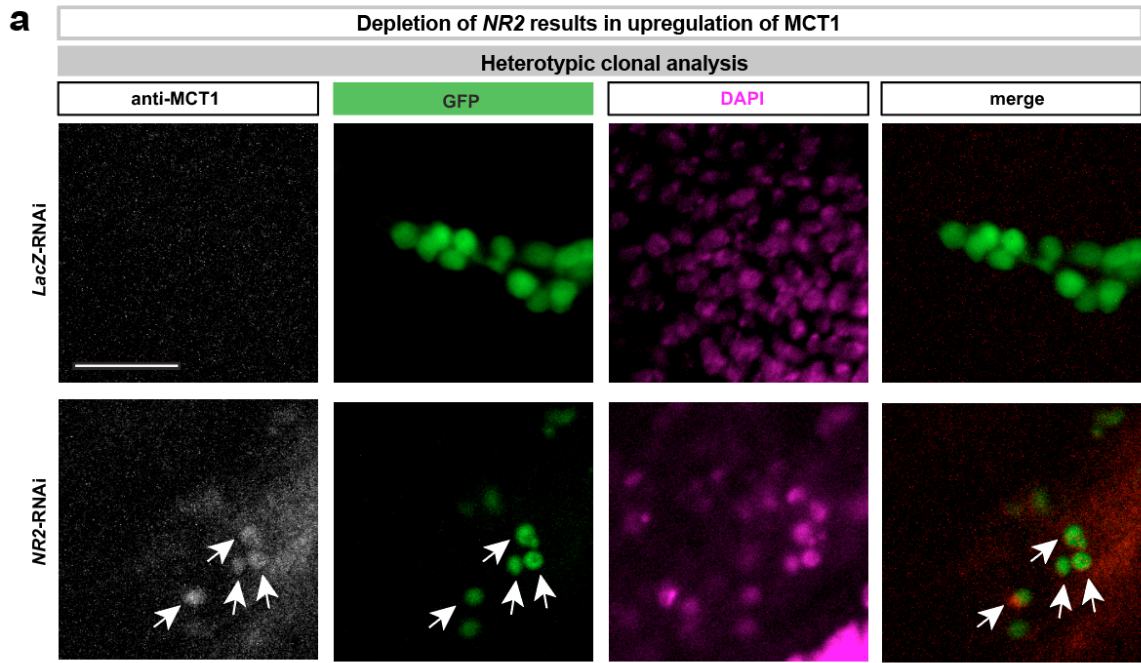 a
Depletion of NR2 results in upregulation of MCT1
Heterotypic clonal analysis
anti-MCT1 GFP DAPI merge
LacZ-RNAi
NR2-RNAi